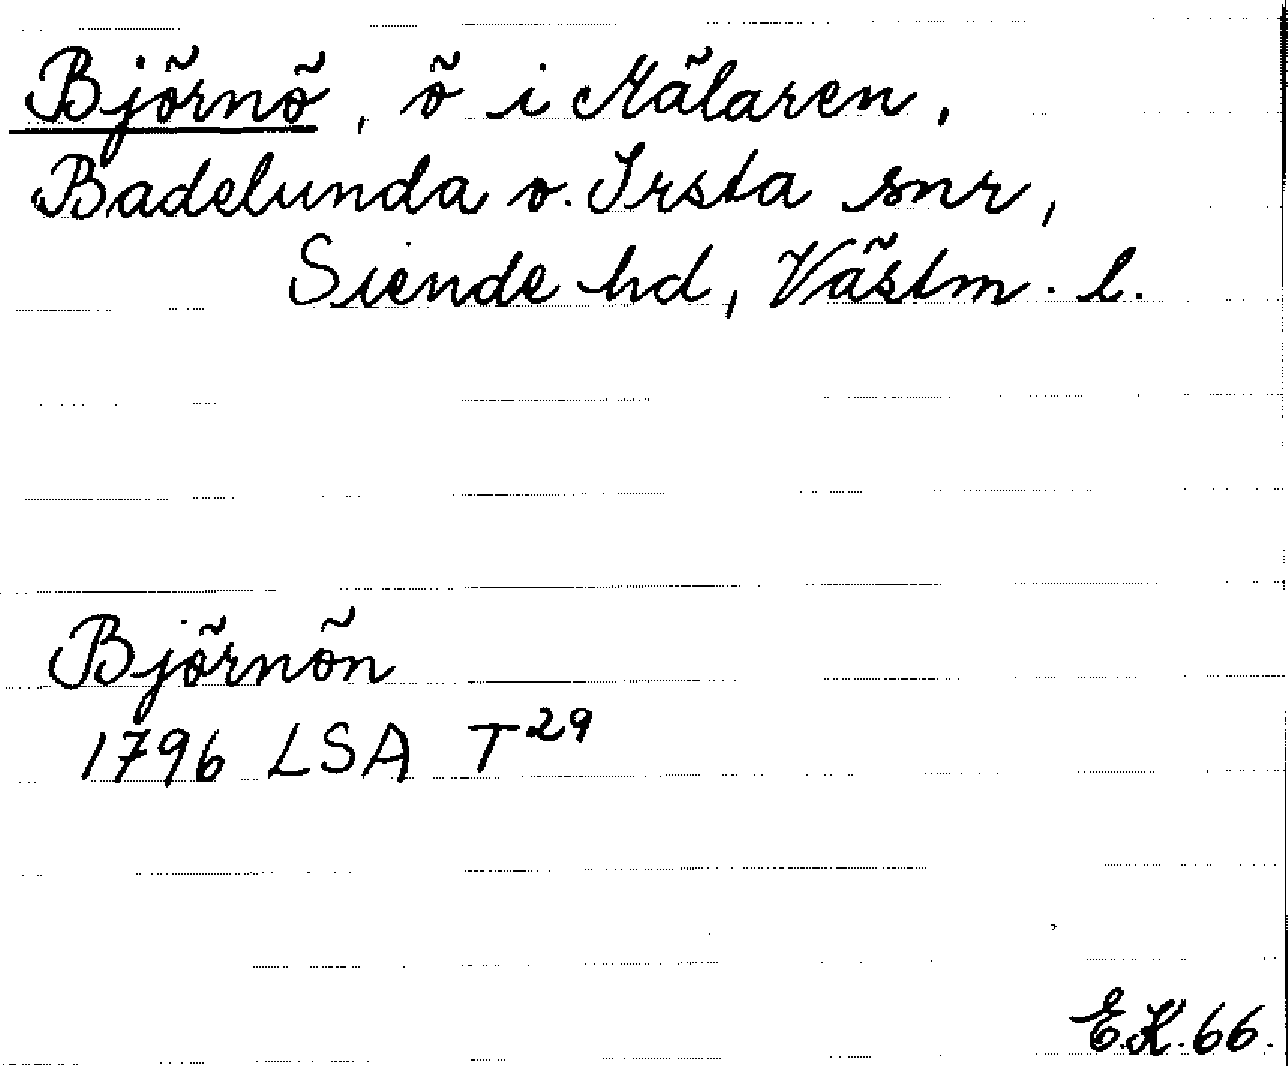 Björnö, ö i Mälaren,
Badelunda o. Irsta snr,
Siende hd, Västm. l.
Björnön
1796 LSA T²⁹
E.K. 66.